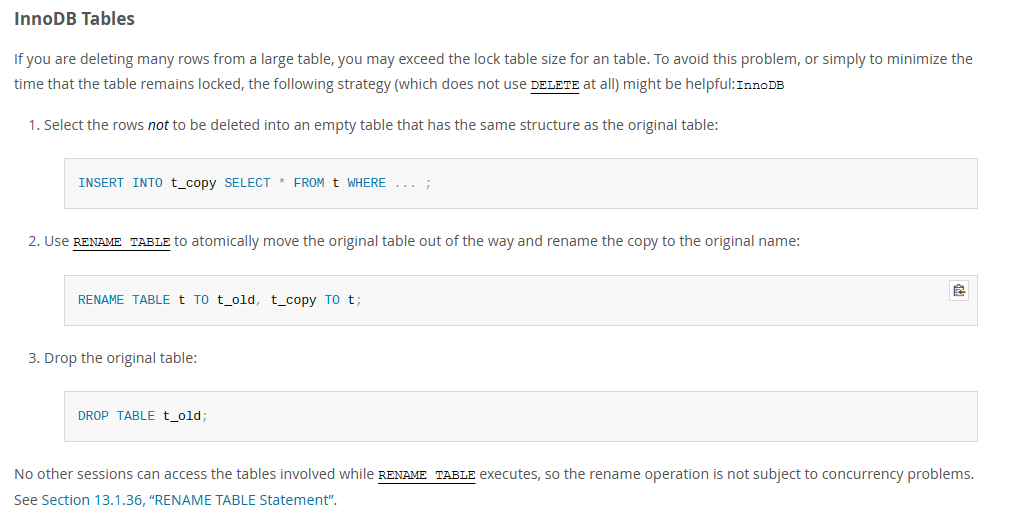 InnoDB Tables
If you are deleting many rows from a large table, you may exceed the lock table size for an table. To avoid this problem, or simply to minimize the
time that the table remains locked, the following strategy (which does not use DELETE at all) might be helpful:InnoDB
1. Select the rows not to be deleted into an empty table that has the same structure as the original table:
INSERT INTO t_copy SELECT * FROM t WHERE ... ;
2. Use RENAME TABLE to atomically move the original table out of the way and rename the copy to the original name:
RENAME TABLE t TO t_old, t_copy TO t;
3. Drop the original table:
DROP TABLE t_old;
No other sessions can access the tables involved while RENAME TABLE executes, so the rename operation is not subject to concurrency problems.
See Section 13.1.36, “RENAME TABLE Statement”.